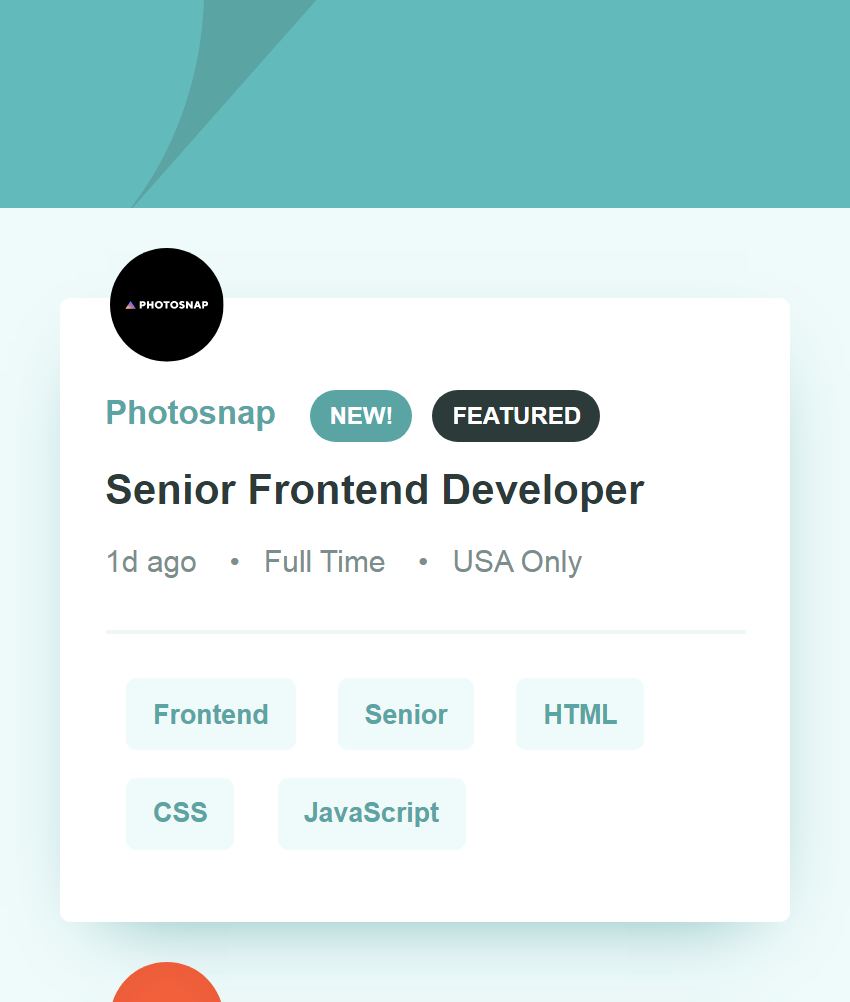 PHOTOSNAP
Photosnap NEW! FEATURED
Senior Frontend Developer
1d ago • Full Time • USA Only
Frontend Senior HTML
CSS JavaScript